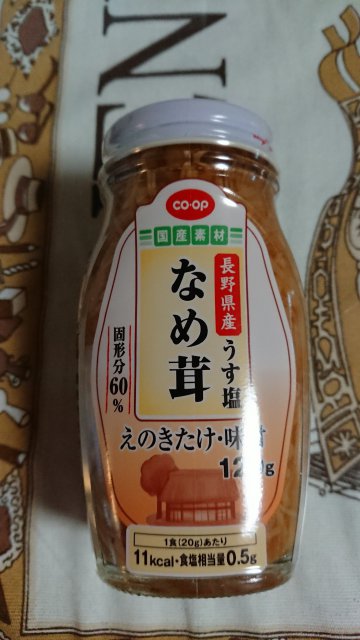 co·op
国産素材
長野県産
うす塩
なめ茸
固形分60%
えのきたけ・味付
11kcal・食塩相当量0.5g
1食(20g)あたり